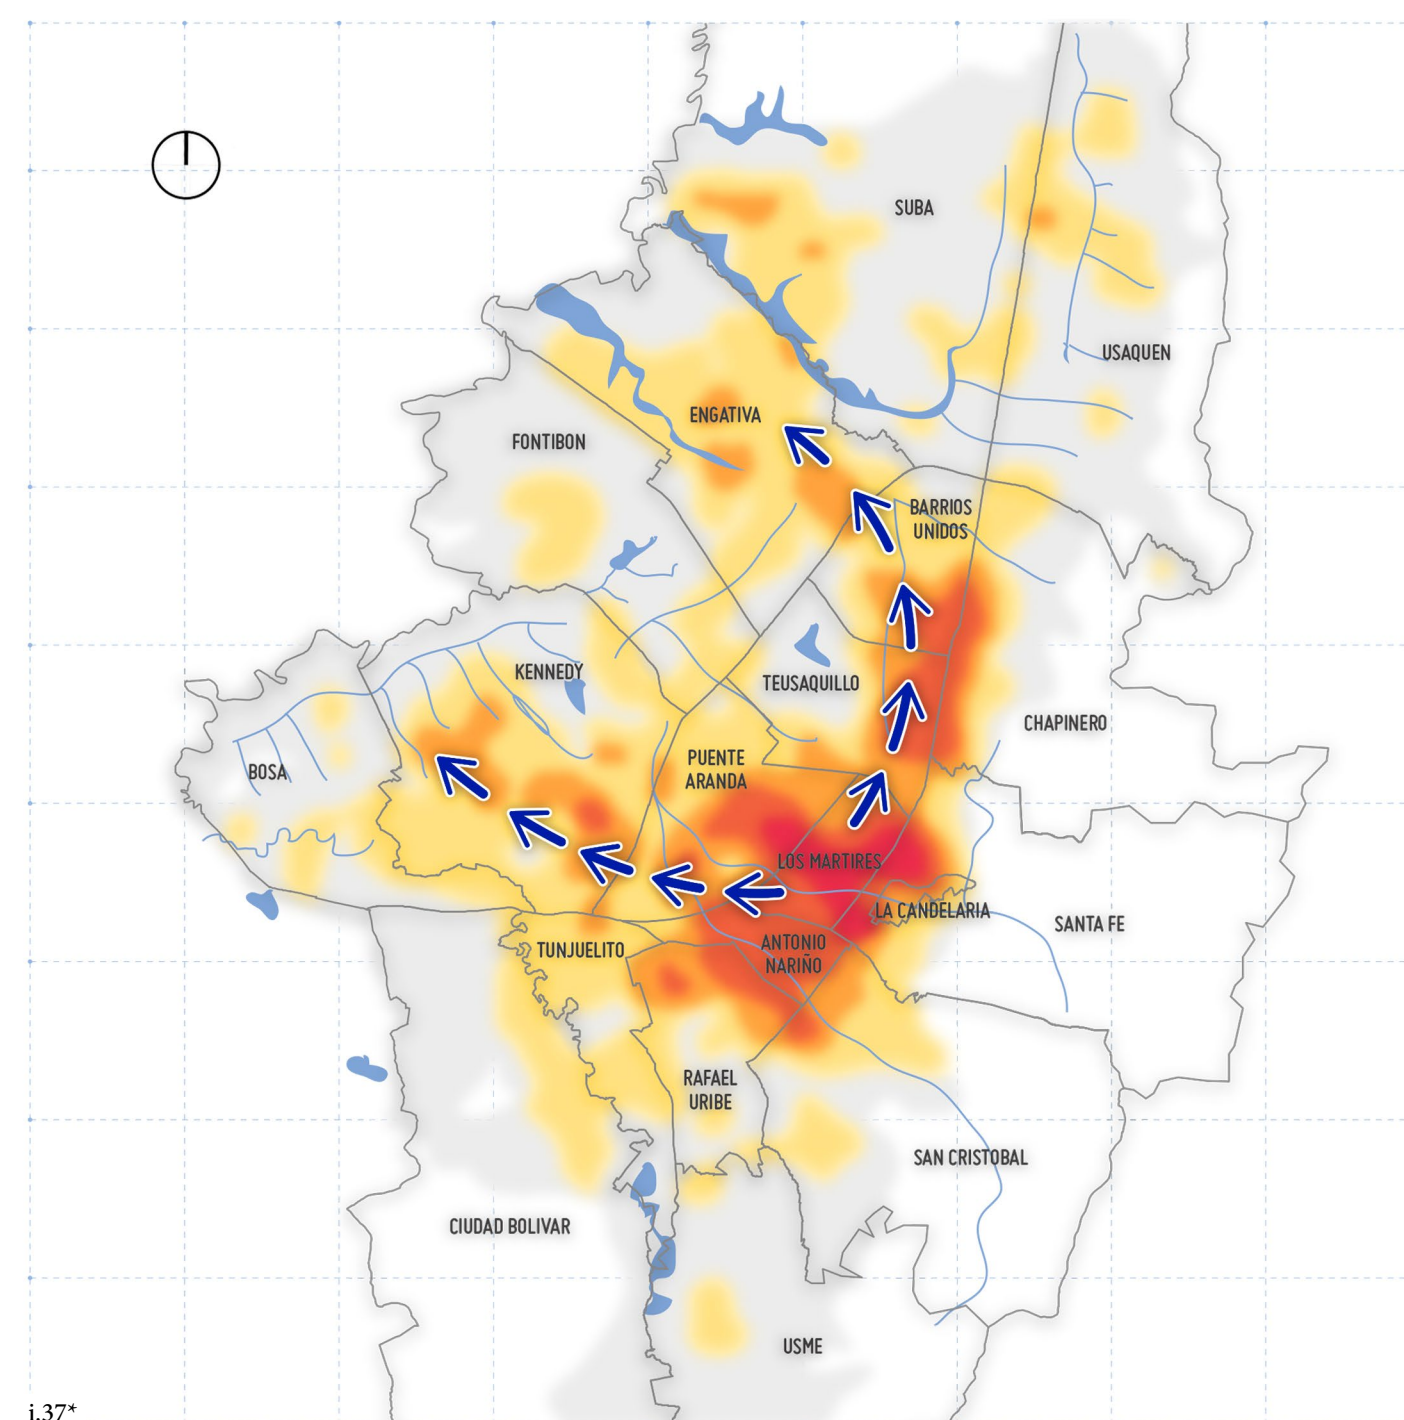 SUBA
USAQUEN
ENGATIVA
FONTIBON
BARRIOS
UNIDOS
KENNEDY
TEUSAQUILLO
CHAPINERO
PUENTE
ARANDA
BOSA
LOS MARTIRES
LA CANDELARIA
SANTA FE
ANTONIO
NARIÑO
TUNJUELITO
RAFAEL
URIBE
SAN CRISTOBAL
CIUDAD BOLIVAR
USME
i.37*